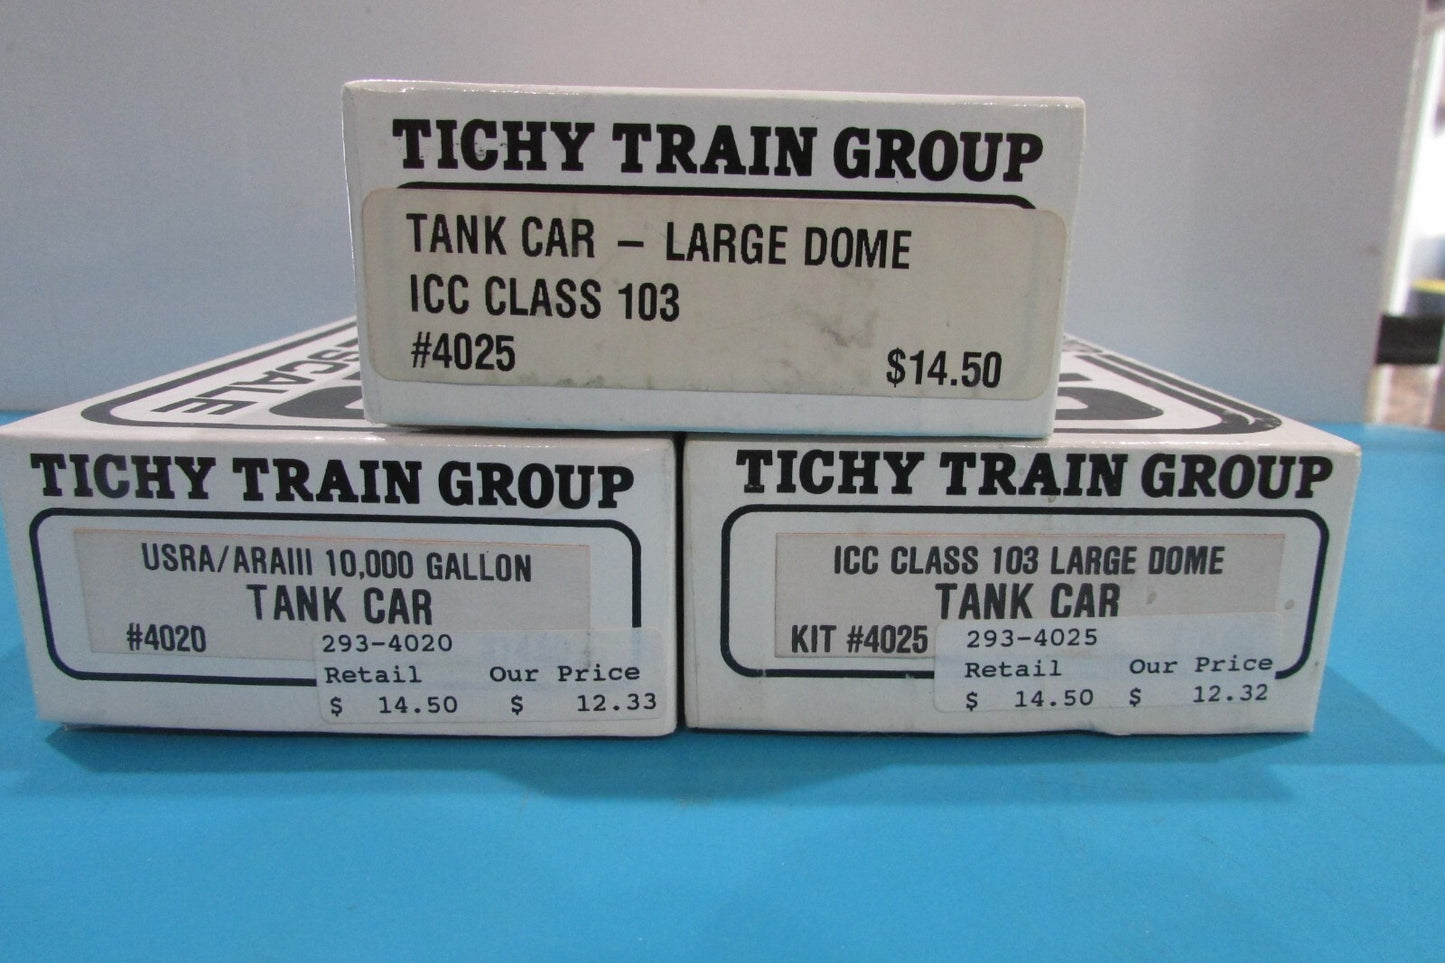 TICHY TRAIN GROUP
TANK CAR – LARGE DOME
ICC CLASS 103
#4025 $14.50
SCALE
TICHY TRAIN GROUP
USRA/ARAIII 10,000 GALLON
TANK CAR
#4020
293-4020
Retail Our Price
$ 14.50 $ 12.33
TICHY TRAIN GROUP
ICC CLASS 103 LARGE DOME
TANK CAR
KIT #4025
293-4025
Retail Our Price
$ 14.50 $ 12.32